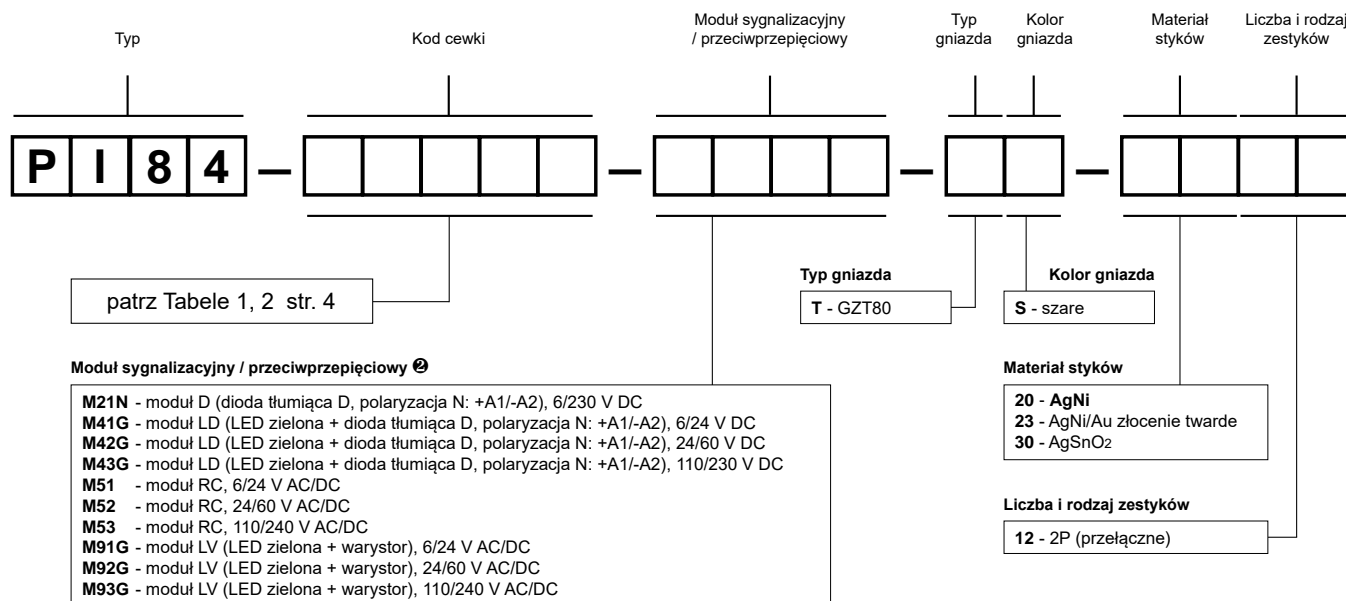 Typ
Kod cewki
Moduł sygnalizacyjny
/ przeciwprzepięciowy
Typ
gniazda
Kolor
gniazda
Materiał
styków
Liczba i rodzaj
zestyków
P I 8 4 – – – –
patrz Tabele 1, 2 str. 4
Typ gniazda
T - GZT80
Kolor gniazda
S - szare
Moduł sygnalizacyjny / przeciwprzepięciowy ❷
M21N - moduł D (dioda tłumiąca D, polaryzacja N: +A1/-A2), 6/230 V DC
M41G - moduł LD (LED zielona + dioda tłumiąca D, polaryzacja N: +A1/-A2), 6/24 V DC
M42G - moduł LD (LED zielona + dioda tłumiąca D, polaryzacja N: +A1/-A2), 24/60 V DC
M43G - moduł LD (LED zielona + dioda tłumiąca D, polaryzacja N: +A1/-A2), 110/230 V DC
M51 - moduł RC, 6/24 V AC/DC
M52 - moduł RC, 24/60 V AC/DC
M53 - moduł RC, 110/240 V AC/DC
M91G - moduł LV (LED zielona + warystor), 6/24 V AC/DC
M92G - moduł LV (LED zielona + warystor), 24/60 V AC/DC
M93G - moduł LV (LED zielona + warystor), 110/240 V AC/DC
Materiał styków
20 - AgNi
23 - AgNi/Au złocenie twarde
30 - AgSnO2
Liczba i rodzaj zestyków
12 - 2P (przełączne)